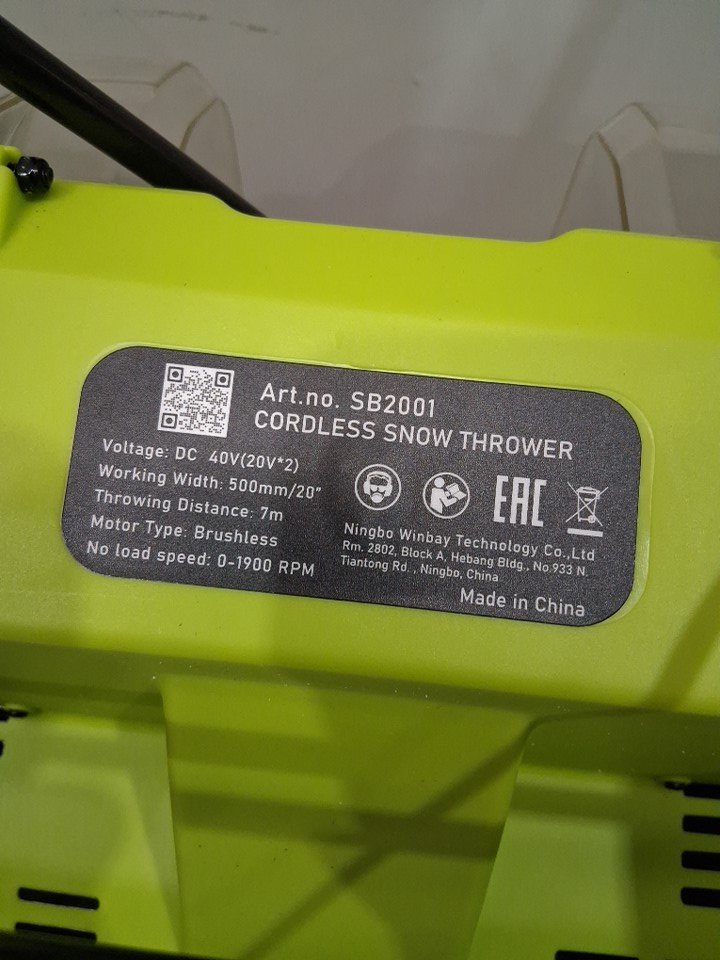 Art.no. SB2001
CORDLESS SNOW THROWER
Voltage: DC 40V(20V*2)
Working Width: 500mm/20"
Throwing Distance: 7m
Motor Type: Brushless
No load speed: 0-1900 RPM
EAC
Ningbo Winbay Technology Co.,Ltd
Rm. 2802, Block A, Hebang Bldg., No.933 N.
Tiantong Rd. , Ningbo, China
Made in China